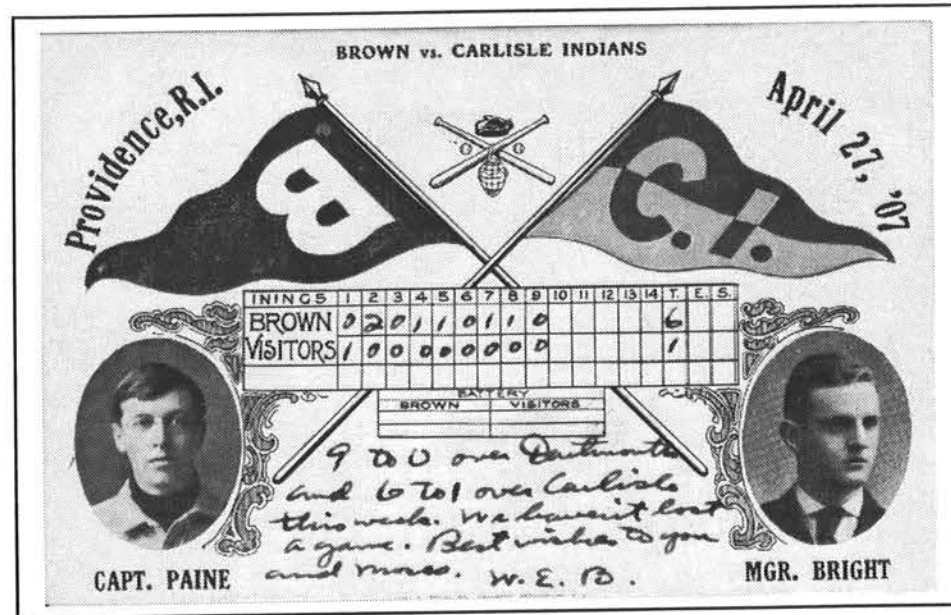 BROWN vs. CARLISLE INDIANS
Providence, R.I.
April 27, '07
B
C.I.
ININGS 1 2 3 4 5 6 7 8 9 10 11 12 13 14 T. E. S.
BROWN 0 2 0 1 1 0 1 1 0 6
VISITORS 1 0 0 0 0 0 0 0 0 1
BATTERY
BROWN VISITORS
9 to 0 over Dartmouth
and 6 to 1 over Carlisle
this week. We haven't lost
a game. Best wishes to you
and W. E. B.
CAPT. PAINE
MGR. BRIGHT